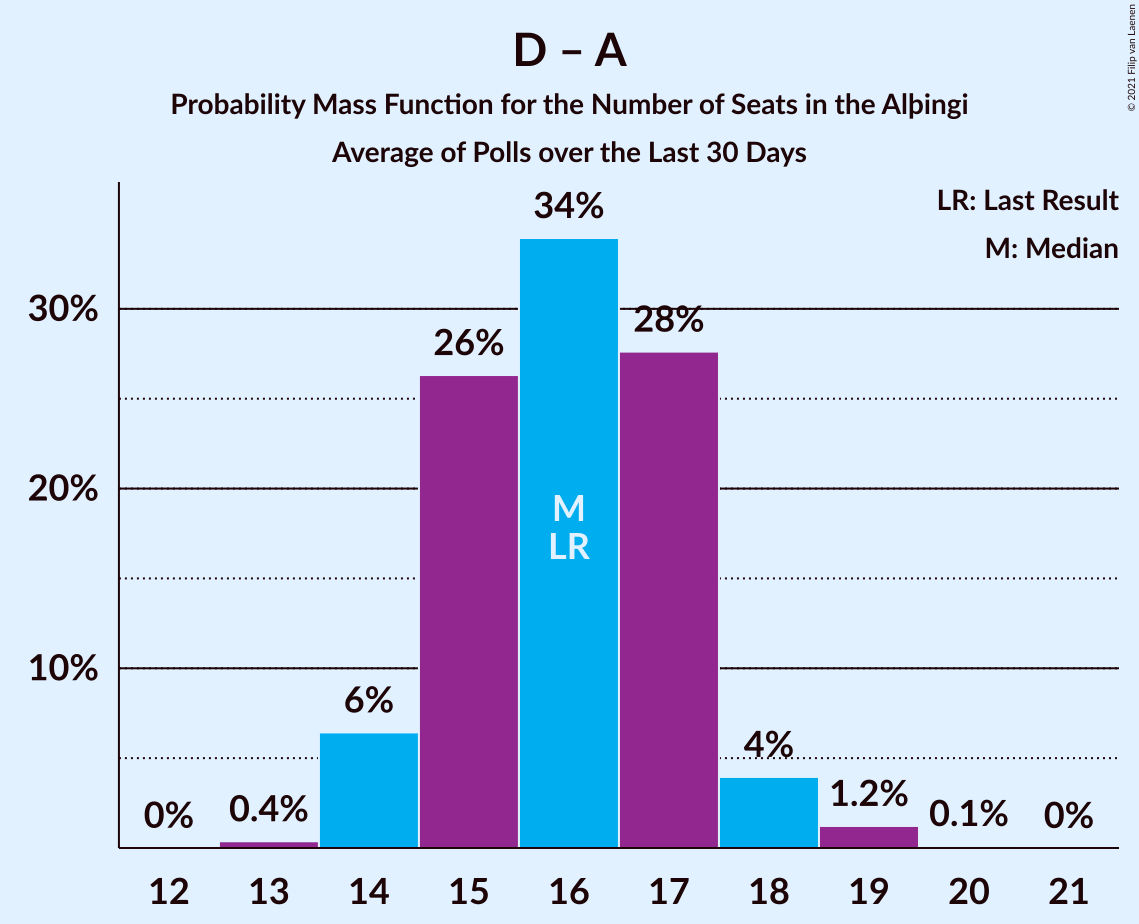 D – A
Probability Mass Function for the Number of Seats in the Alþingi
Average of Polls over the Last 30 Days
© 2021 Filip van Laenen
LR: Last Result
M: Median
34%
30%
28%
26%
20%
M
LR
10%
6%
4%
1.2%
0% 0.4% 0.1% 0%
12 13 14 15 16 17 18 19 20 21